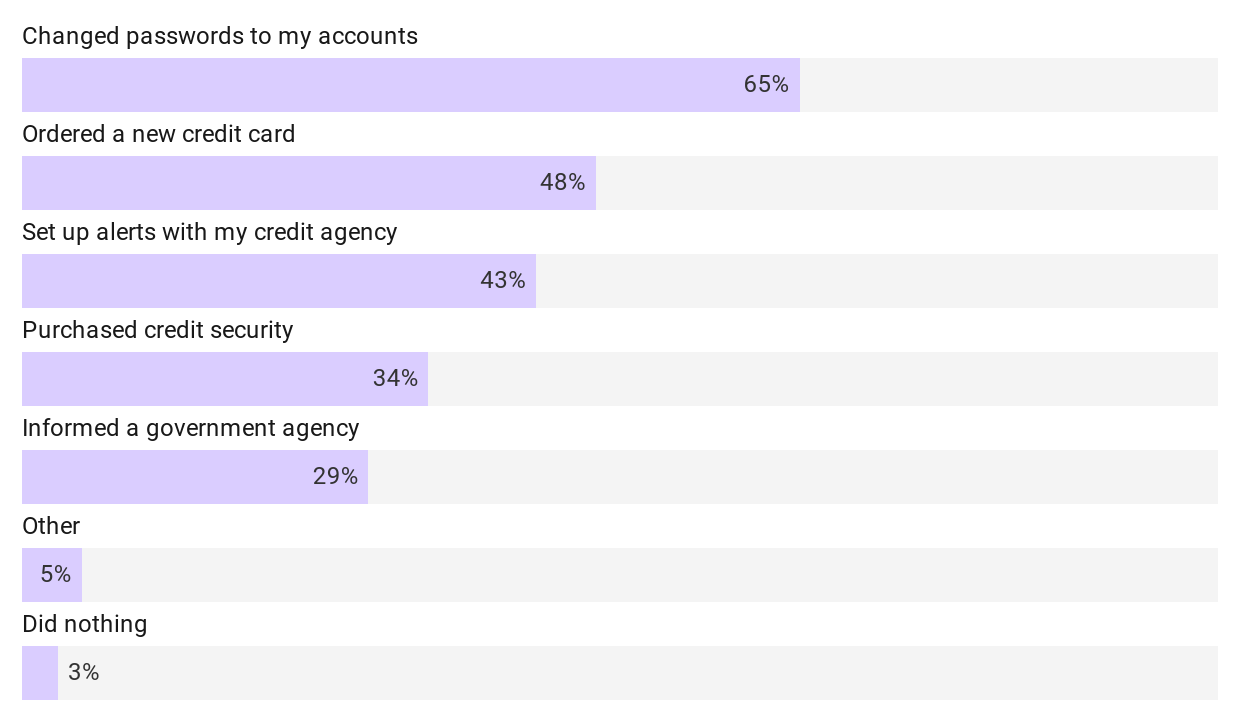 Changed passwords to my accounts
65%
Ordered a new credit card
48%
Set up alerts with my credit agency
43%
Purchased credit security
34%
Informed a government agency
29%
Other
5%
Did nothing
3%